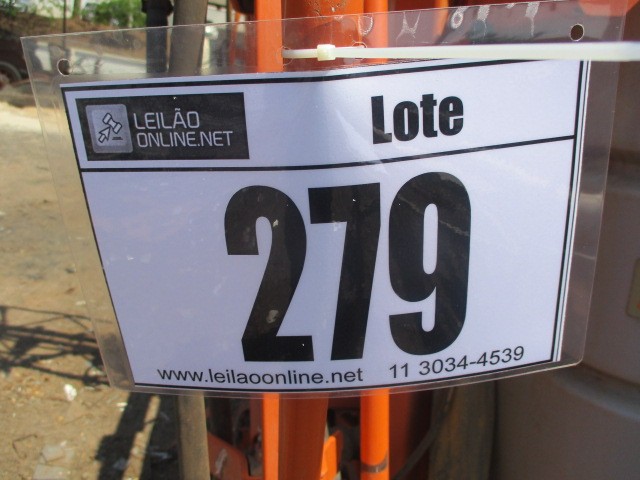 LEILÃO
ONLINE.NET
Lote
279
www.leilaoonline.net 11 3034-4539